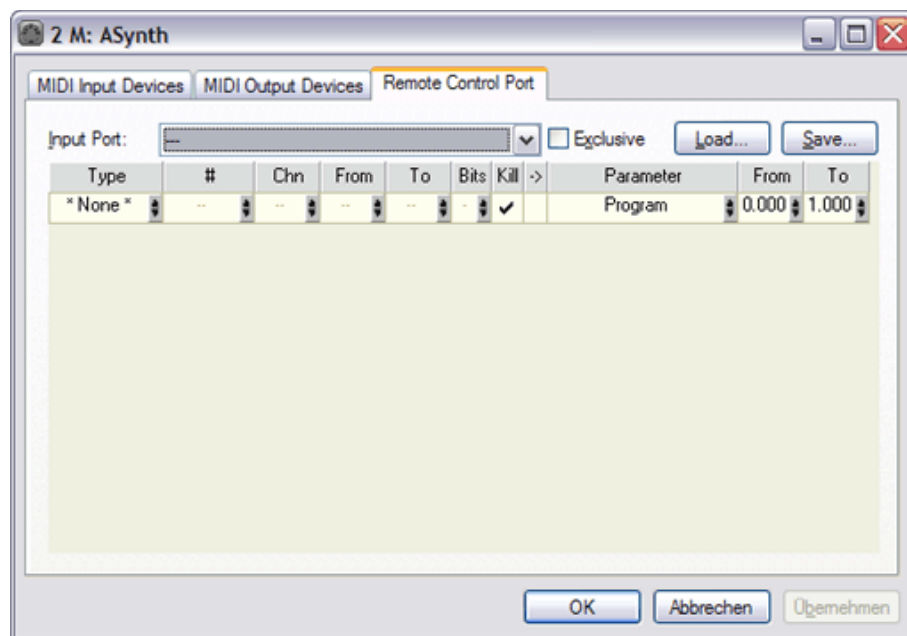 2 M: ASynth
MIDI Input Devices MIDI Output Devices Remote Control Port
Input Port: --- Exclusive Load... Save...
Type # Chn From To Bits Kill -> Parameter From To
* None * -- -- -- -- - Program 0.000 1.000
OK Abbrechen Übernehmen